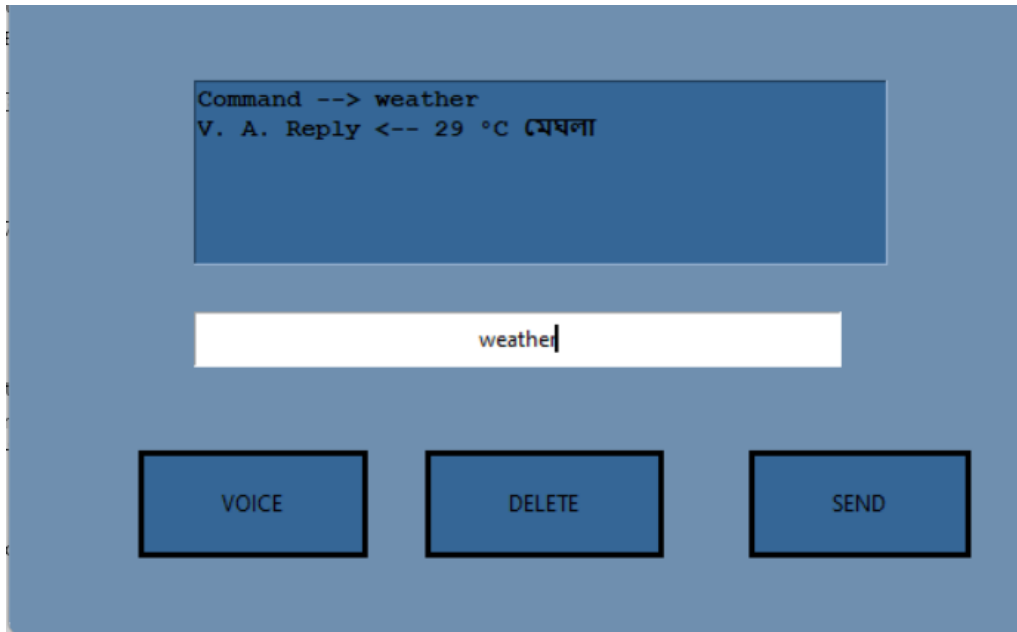 Command --> weather
V. A. Reply <-- 29 °C মেঘলা
weather
VOICE
DELETE
SEND